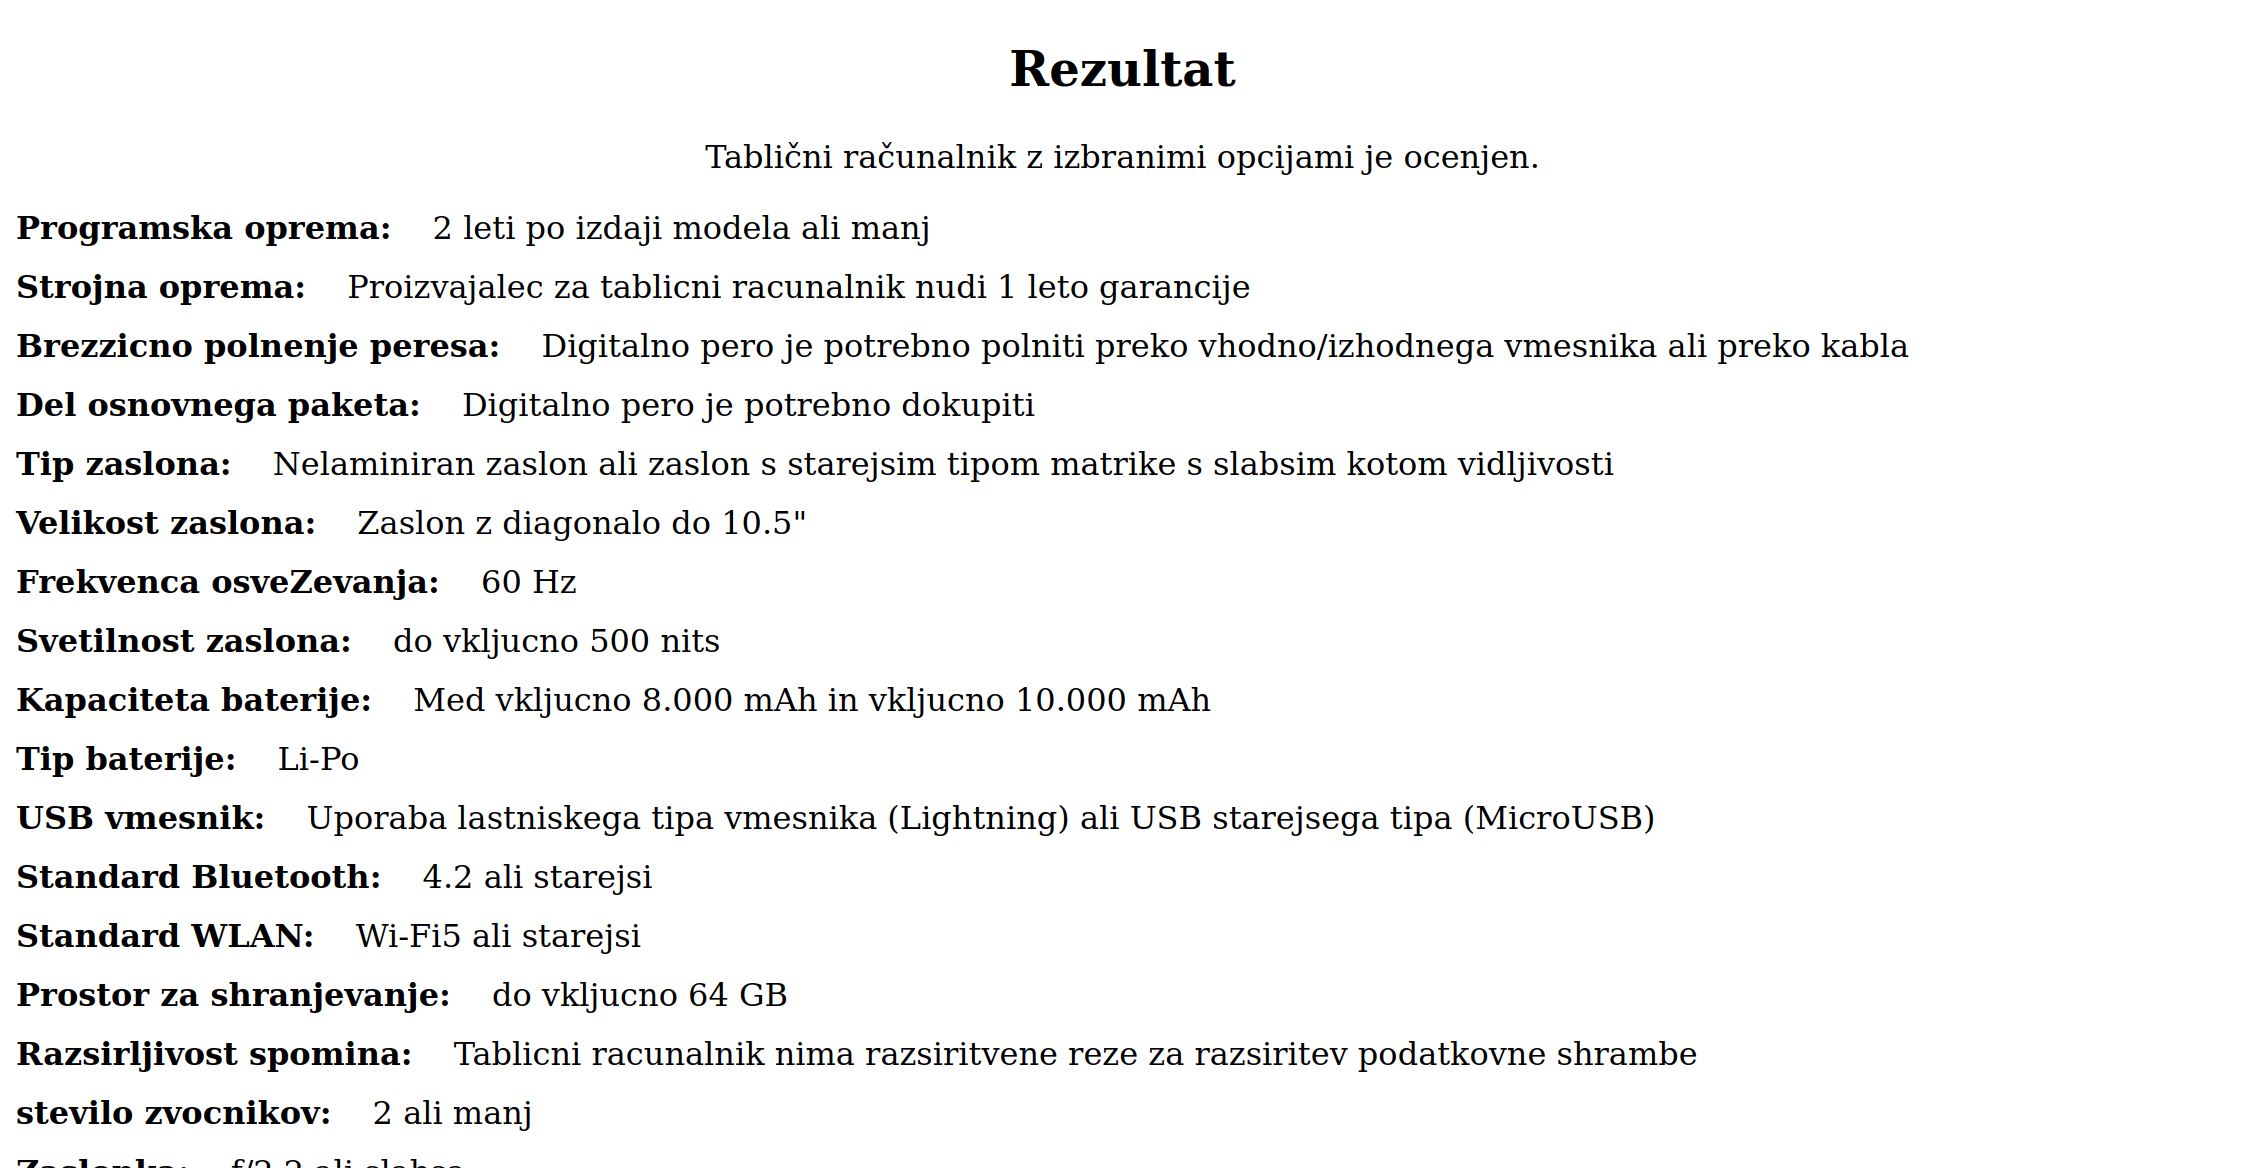 Rezultat
Tablični računalnik z izbranimi opcijami je ocenjen.
Programska oprema: 2 leti po izdaji modela ali manj
Strojna oprema: Proizvajalec za tablicni racunalnik nudi 1 leto garancije
Brezzicno polnenje peresa: Digitalno pero je potrebno polniti preko vhodno/izhodnega vmesnika ali preko kabla
Del osnovnega paketa: Digitalno pero je potrebno dokupiti
Tip zaslona: Nelaminiran zaslon ali zaslon s starejsim tipom matrike s slabsim kotom vidljivosti
Velikost zaslona: Zaslon z diagonalo do 10.5"
Frekvenca osveZevanja: 60 Hz
Svetilnost zaslona: do vkljucno 500 nits
Kapaciteta baterije: Med vkljucno 8.000 mAh in vkljucno 10.000 mAh
Tip baterije: Li-Po
USB vmesnik: Uporaba lastniskega tipa vmesnika (Lightning) ali USB starejsega tipa (MicroUSB)
Standard Bluetooth: 4.2 ali starejsi
Standard WLAN: Wi-Fi5 ali starejsi
Prostor za shranjevanje: do vkljucno 64 GB
Razsirljivost spomina: Tablicni racunalnik nima razsiritvene reze za razsiritev podatkovne shrambe
stevilo zvocnikov: 2 ali manj